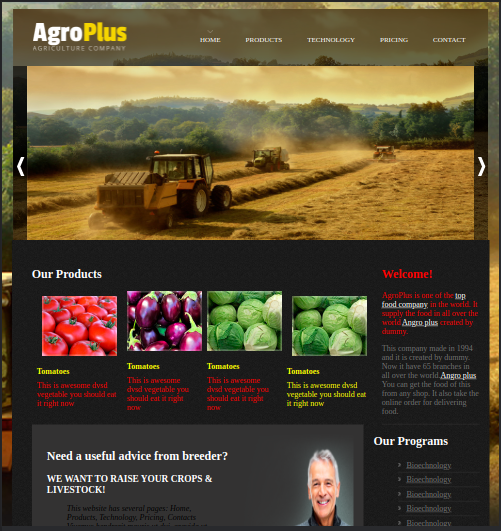 AgroPlus
AGRICULTURE COMPANY
HOME
PRODUCTS
TECHNOLOGY
PRICING
CONTACT
Our Products
Tomatoes
This is awesome dvsd
vegetable you should eat
it right now
Tomatoes
This is awesome
dvsd vegetable you
should eat it right
now
Tomatoes
This is awesome
dvsd vegetable you
should eat it right
now
Tomatoes
This is awesome dvsd
vegetable you should eat
it right now
Welcome!
AgroPlus is one of the top
food company in the world. It
supply the food in all over the
world.Angro plus created by
dummy.
This company made in 1994
and it is created by dummy.
Now it have 65 branches in
all over the world.Angro plus
You can get the food of this
from any shop. It also take the
online order for delivering
food.
Our Programs
Bioechnology
Bioechnology
Bioechnology
Bioechnology
Bioechnology
Need a useful advice from breeder?
WE WANT TO RAISE YOUR CROPS &
LIVESTOCK!
This website has several pages: Home,
Products, Technology, Pricing, Contacts